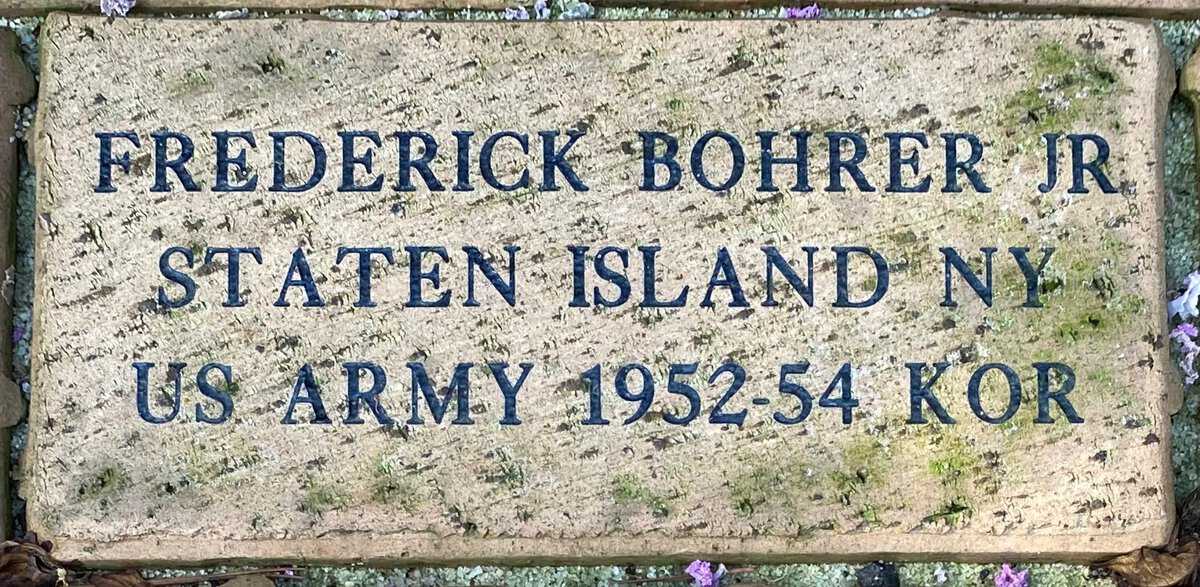 FREDERICK BOHRER JR
STATEN ISLAND NY
US ARMY 1952-54 KOR